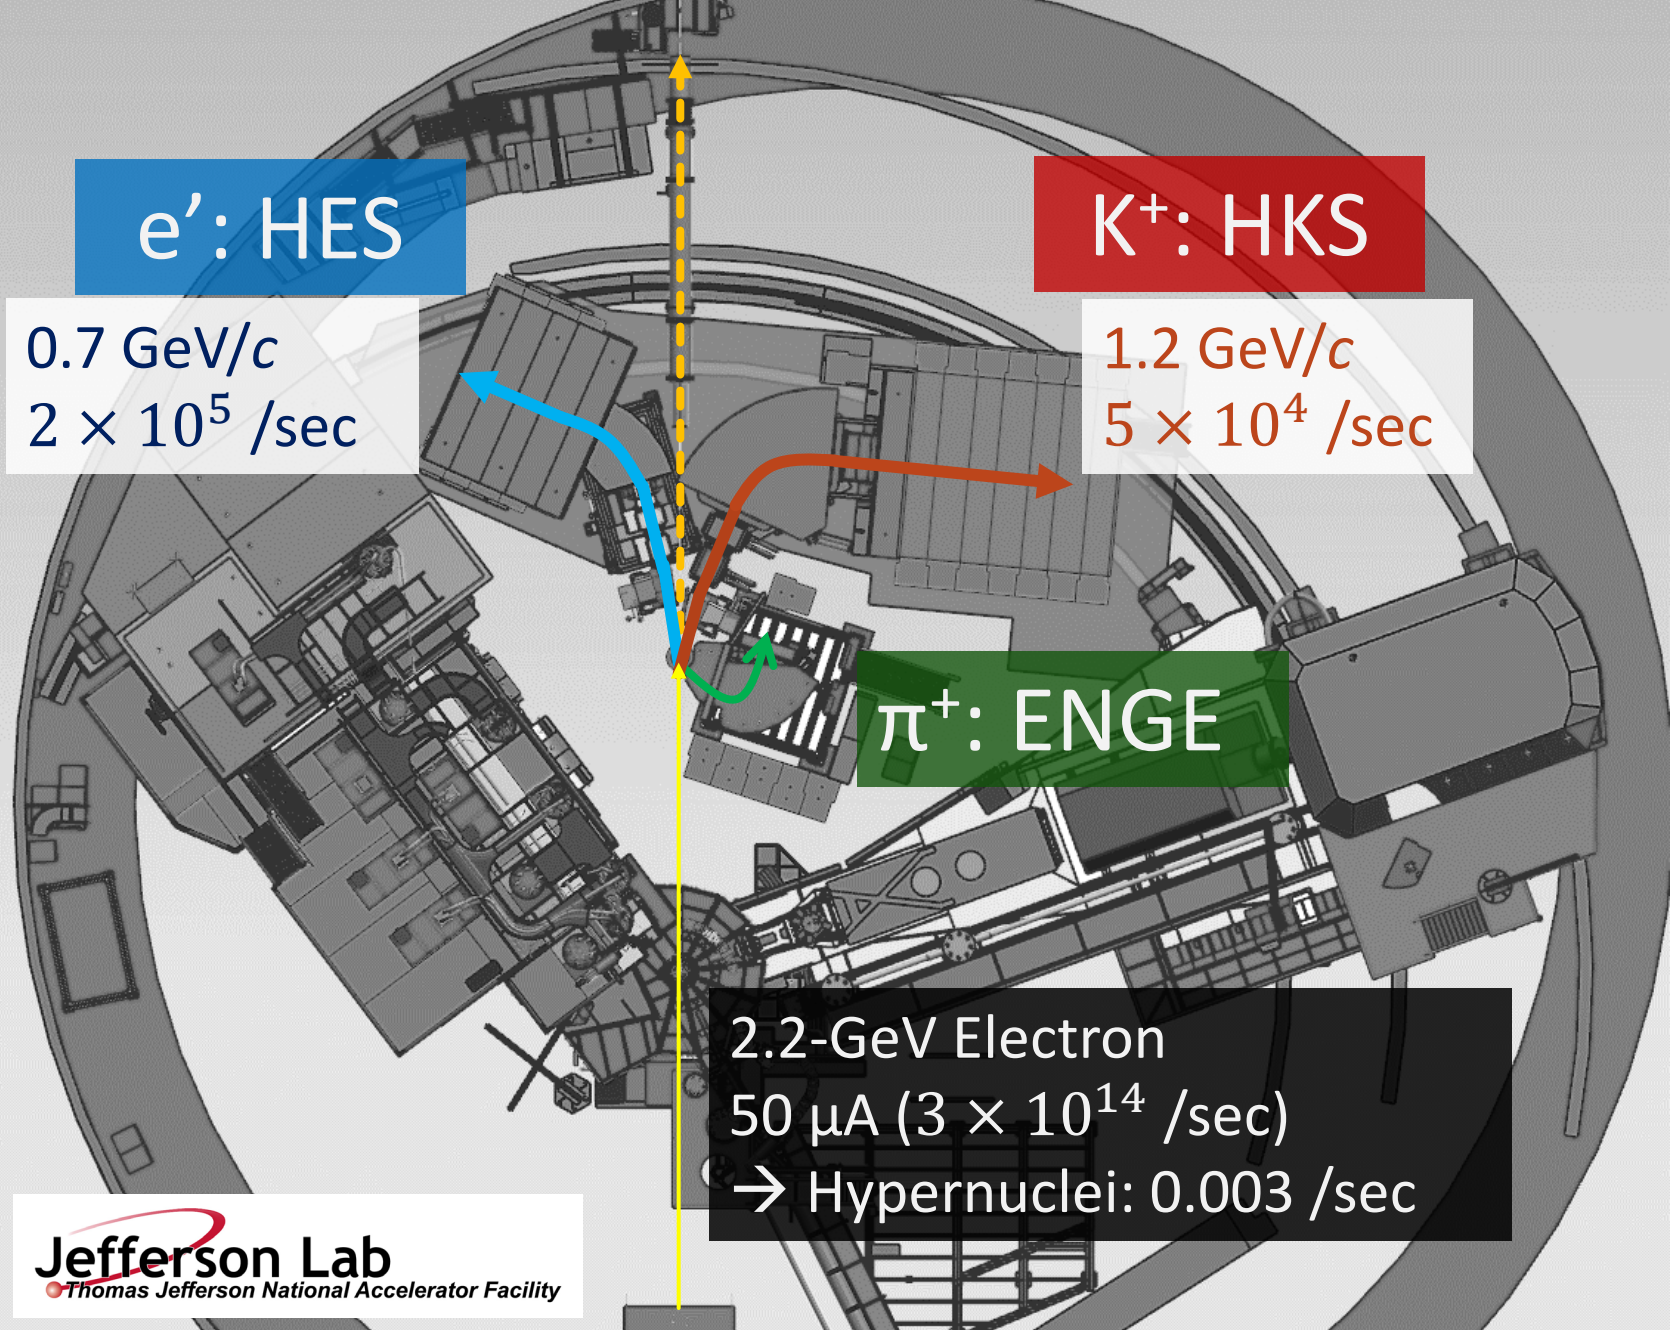 e’: HES
0.7 GeV/c
2 × 10⁵ /sec
K⁺: HKS
1.2 GeV/c
5 × 10⁴ /sec
π⁺: ENGE
2.2-GeV Electron
50 μA (3 × 10¹⁴ /sec)
→ Hypernuclei: 0.003 /sec
Jefferson Lab
Thomas Jefferson National Accelerator Facility